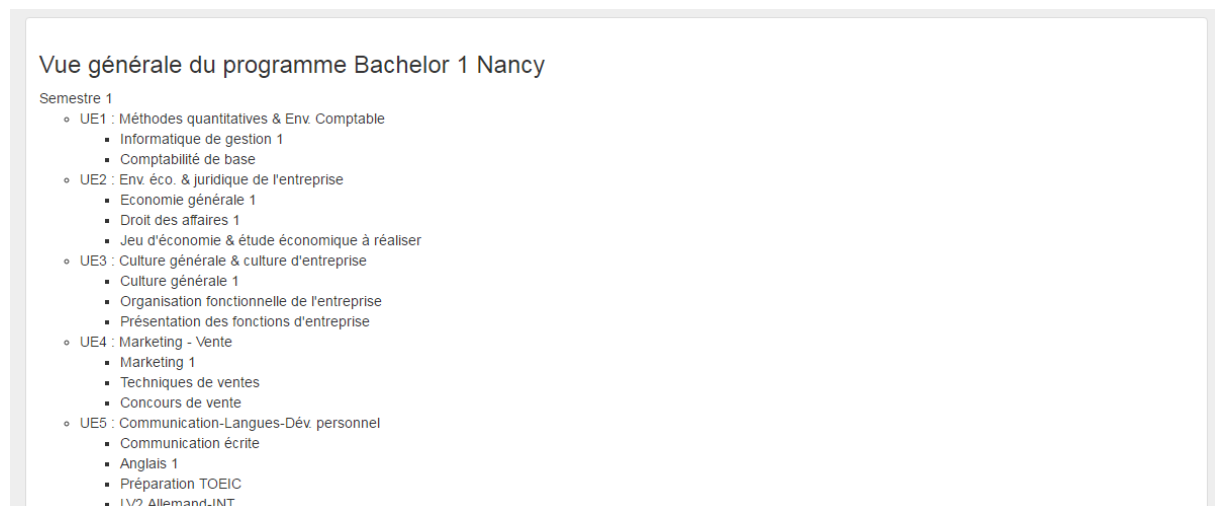 Vue générale du programme Bachelor 1 Nancy
Semestre 1
UE1 : Méthodes quantitatives & Env. Comptable
Informatique de gestion 1
Comptabilité de base
UE2 : Env. éco. & juridique de l'entreprise
Economie générale 1
Droit des affaires 1
Jeu d'économie & étude économique à réaliser
UE3 : Culture générale & culture d'entreprise
Culture générale 1
Organisation fonctionnelle de l'entreprise
Présentation des fonctions d'entreprise
UE4 : Marketing - Vente
Marketing 1
Techniques de ventes
Concours de vente
UE5 : Communication-Langues-Dév. personnel
Communication écrite
Anglais 1
Préparation TOEIC
LV2 Allemand-INT